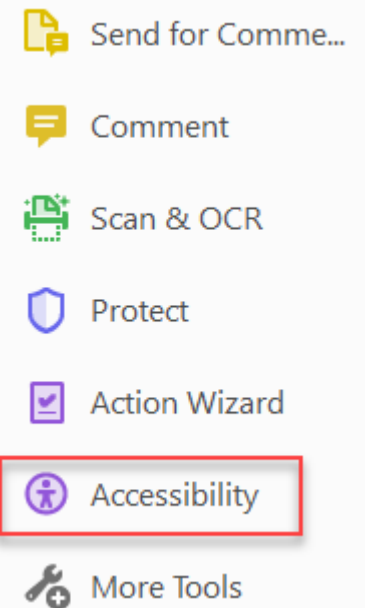 Send for Comme...
Comment
Scan & OCR
Protect
Action Wizard
Accessibility
More Tools